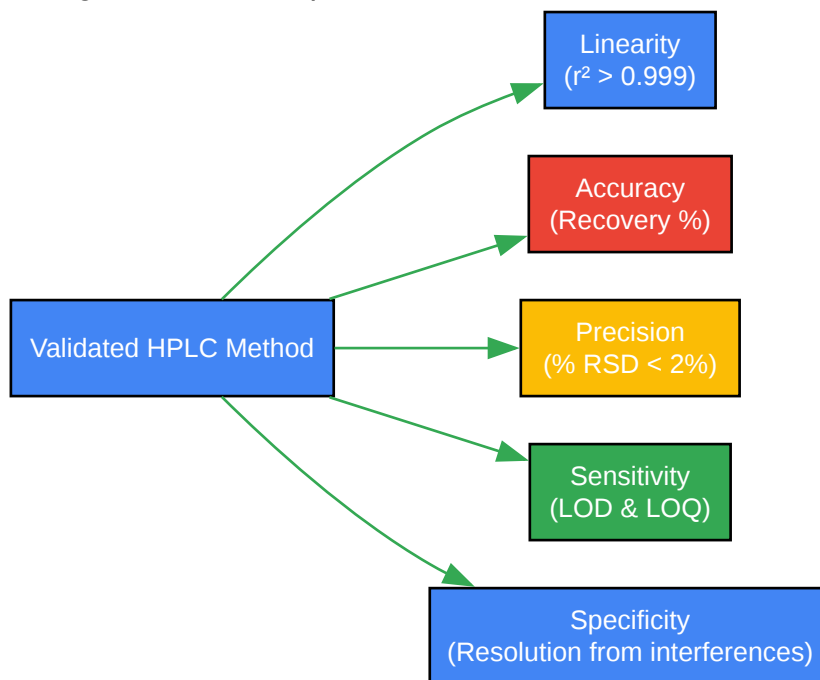 Linearity
(r² > 0.999)
Accuracy
(Recovery %)
Validated HPLC Method
Precision
(% RSD < 2%)
Sensitivity
(LOD & LOQ)
Specificity
(Resolution from interferences)